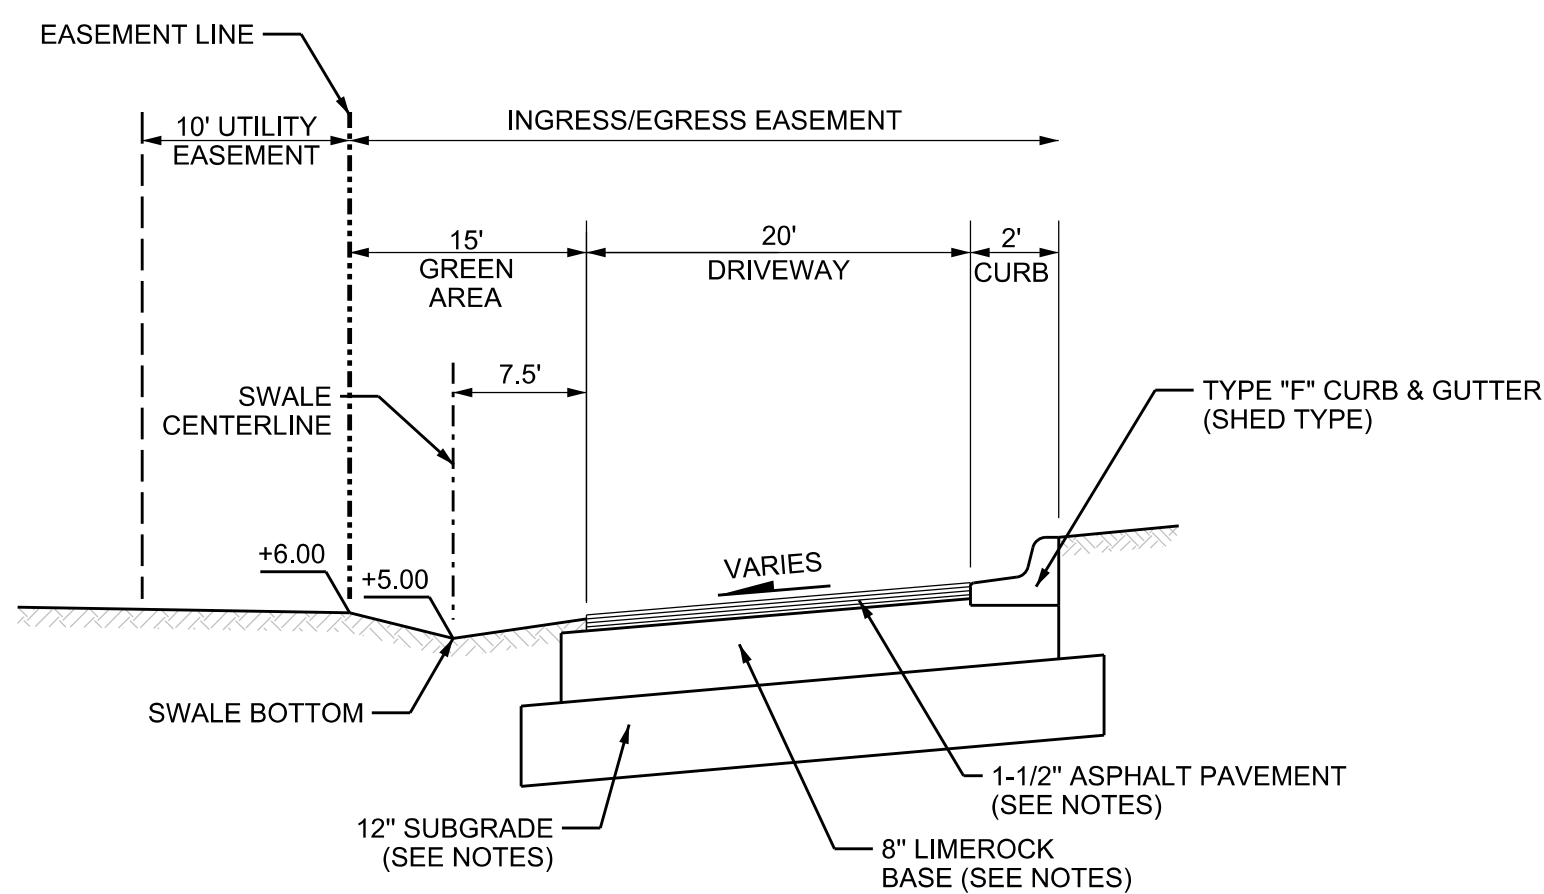 EASEMENT LINE
10' UTILITY
EASEMENT
INGRESS/EGRESS EASEMENT
15'
GREEN
AREA
20'
DRIVEWAY
2'
CURB
7.5'
SWALE
CENTERLINE
TYPE "F" CURB & GUTTER
(SHED TYPE)
+6.00
+5.00
VARIES
SWALE BOTTOM
1-1/2" ASPHALT PAVEMENT
(SEE NOTES)
12" SUBGRADE
(SEE NOTES)
8" LIMEROCK
BASE (SEE NOTES)